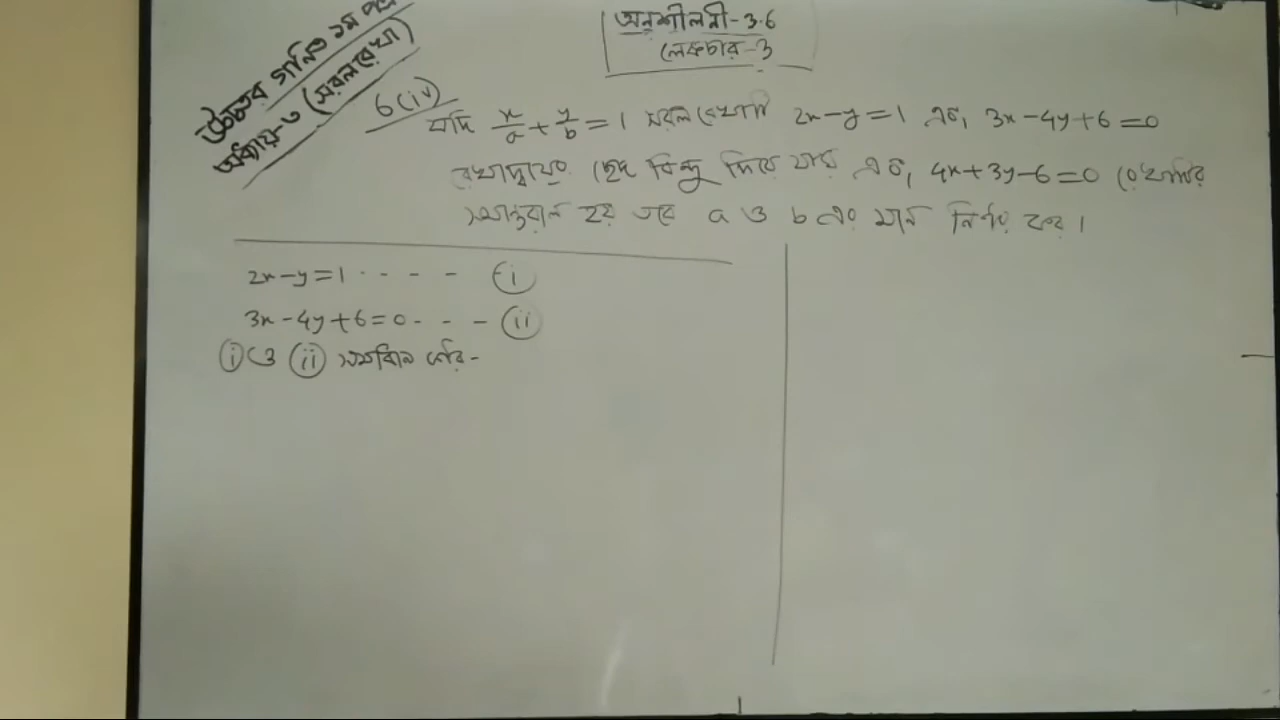 উচ্চতর গণিত ১ম পত্র
অধ্যায়-৩ (সরলরেখা)
অনুশীলনী-3.6
লেকচার-3
6(iv)
যদি x/a + y/b = 1 সরলরেখাটি 2x-y=1 এবং 3x-4y+6=0
রেখাদ্বয়ের ছেদ বিন্দু দিয়ে যায় এবং 4x+3y-6=0 রেখাটির
সমান্তরাল হয় তবে a ও b এর মান নির্ণয় কর।
2x-y=1 - - - - (i)
3x-4y+6=0 - - - (ii)
(i) ও (ii) সমাধান করি-